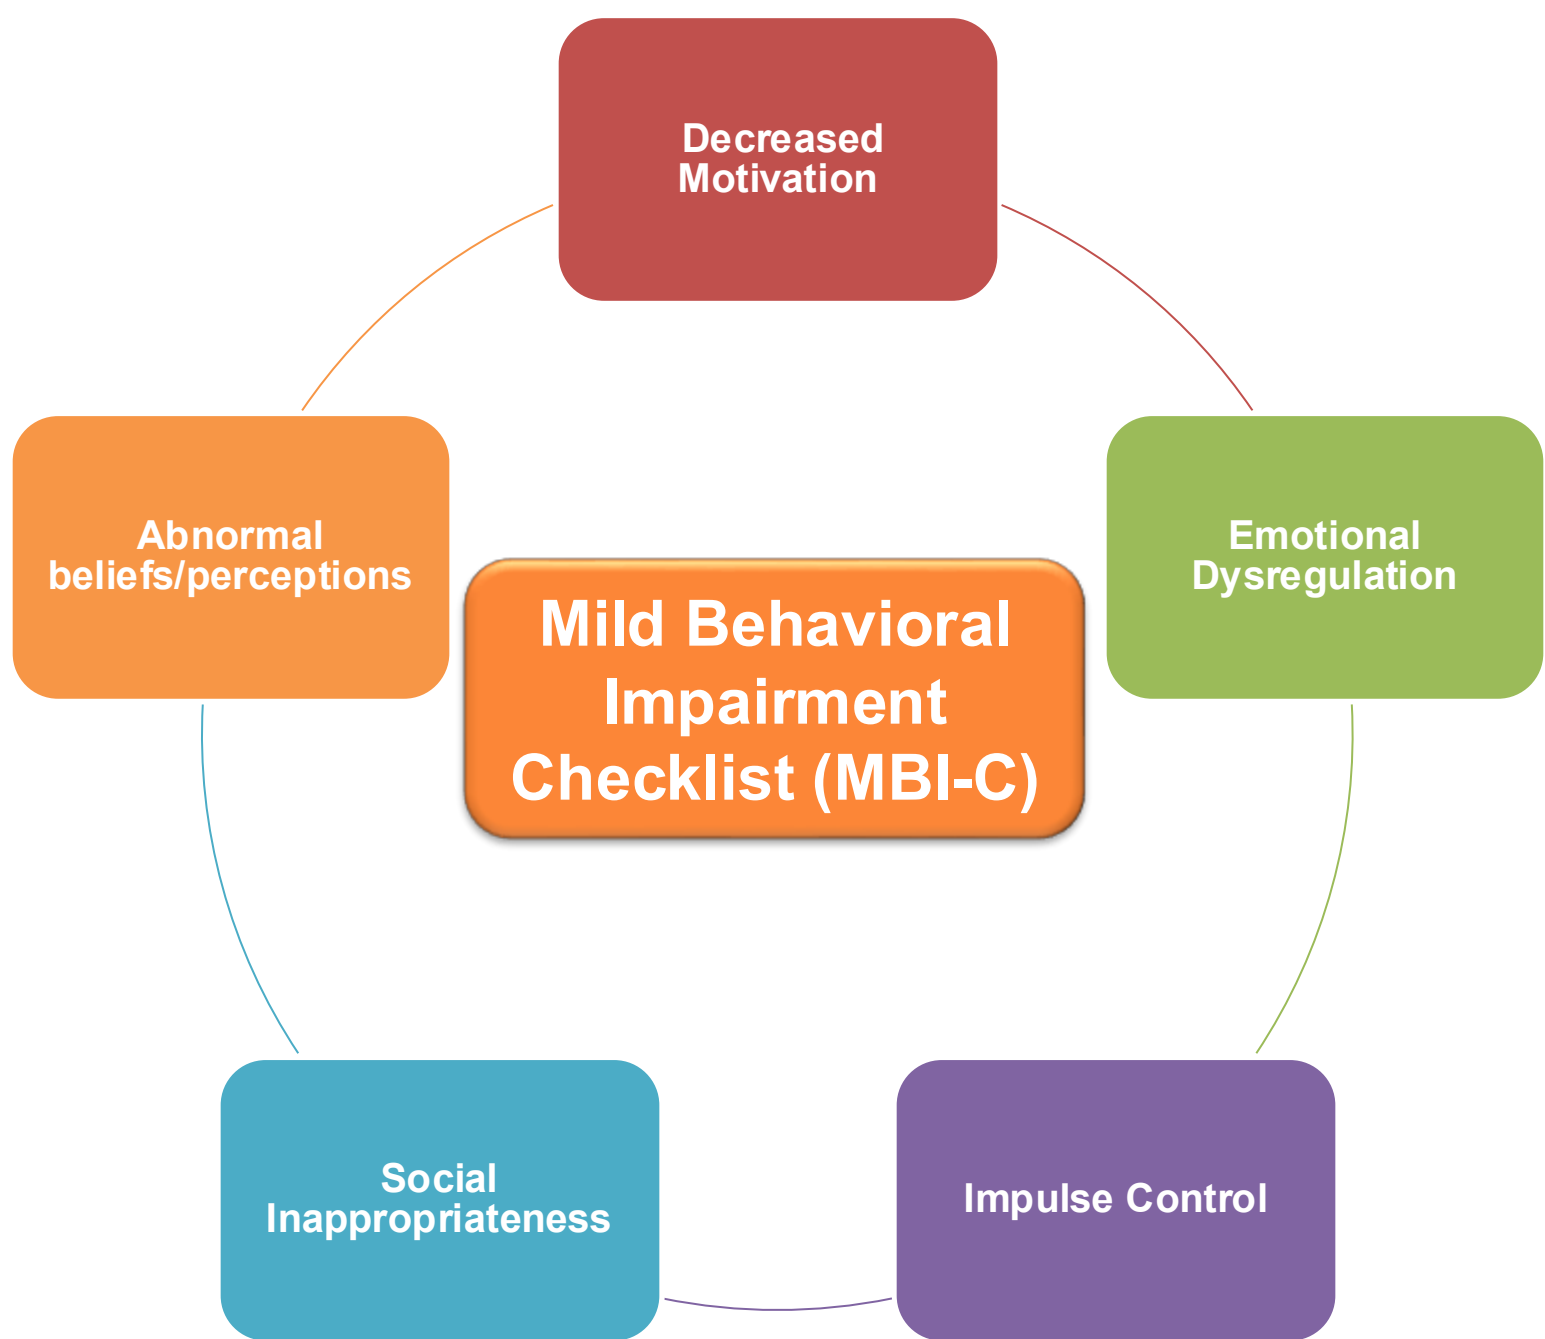 Decreased
Motivation
Abnormal
beliefs/perceptions
Emotional
Dysregulation
Mild Behavioral
Impairment
Checklist (MBI-C)
Social
Inappropriateness
Impulse Control